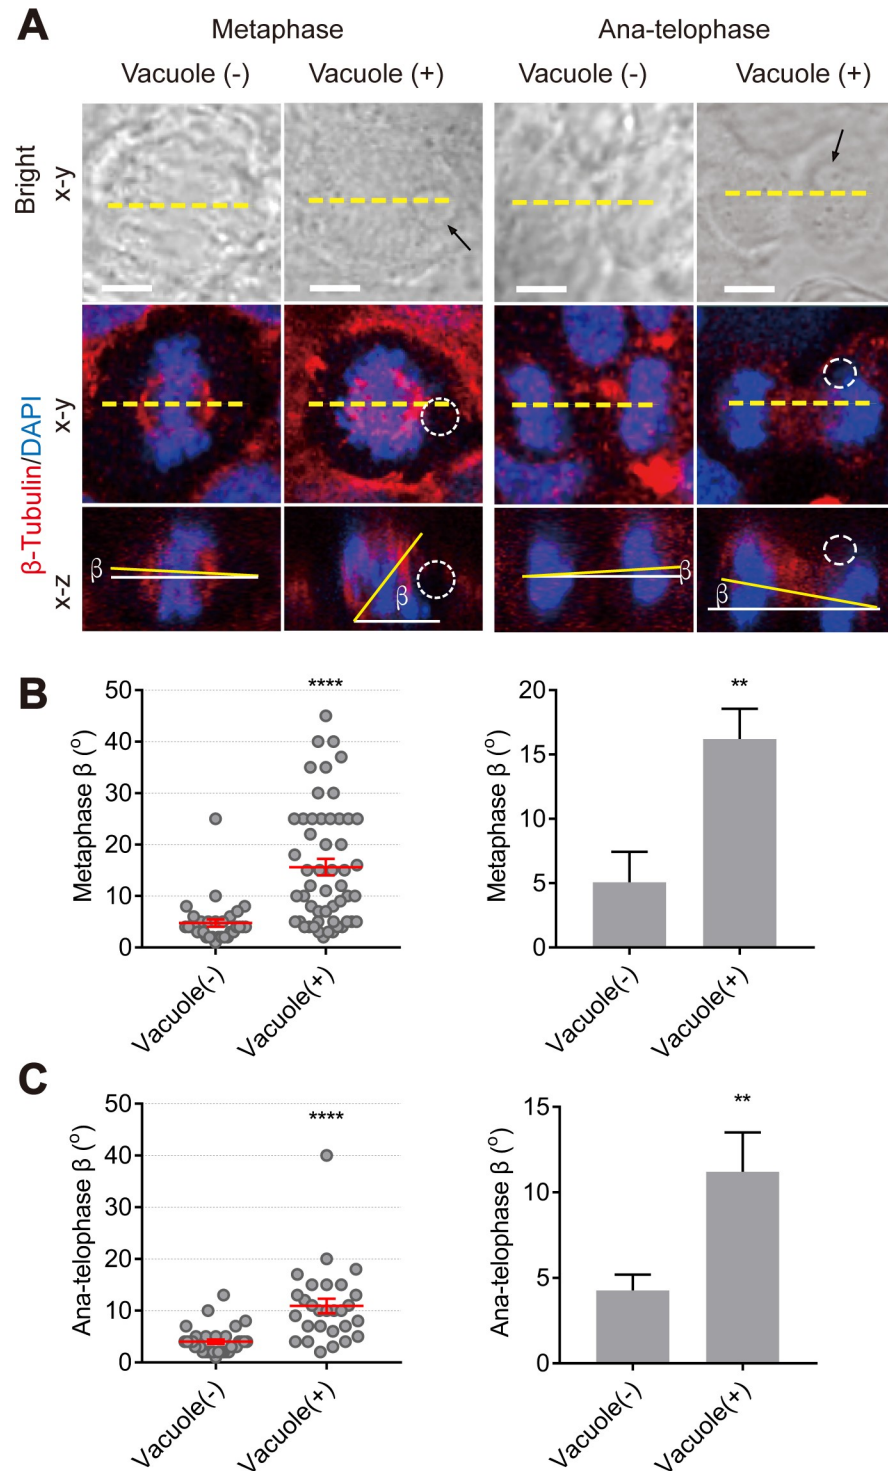 A
Metaphase Ana-telophase
Vacuole (-) Vacuole (+) Vacuole (-) Vacuole (+)
Bright
x-y
β-Tubulin/DAPI
x-y
x-z
β
β
β
β
B
Metaphase β (°)
50
40
30
20
10
0
****
Vacuole(-)
Vacuole(+)
Metaphase β (°)
20
15
10
5
0
**
Vacuole(-)
Vacuole(+)
C
Ana-telophase β (°)
50
40
30
20
10
0
****
Vacuole(-)
Vacuole(+)
Ana-telophase β (°)
15
10
5
0
**
Vacuole(-)
Vacuole(+)